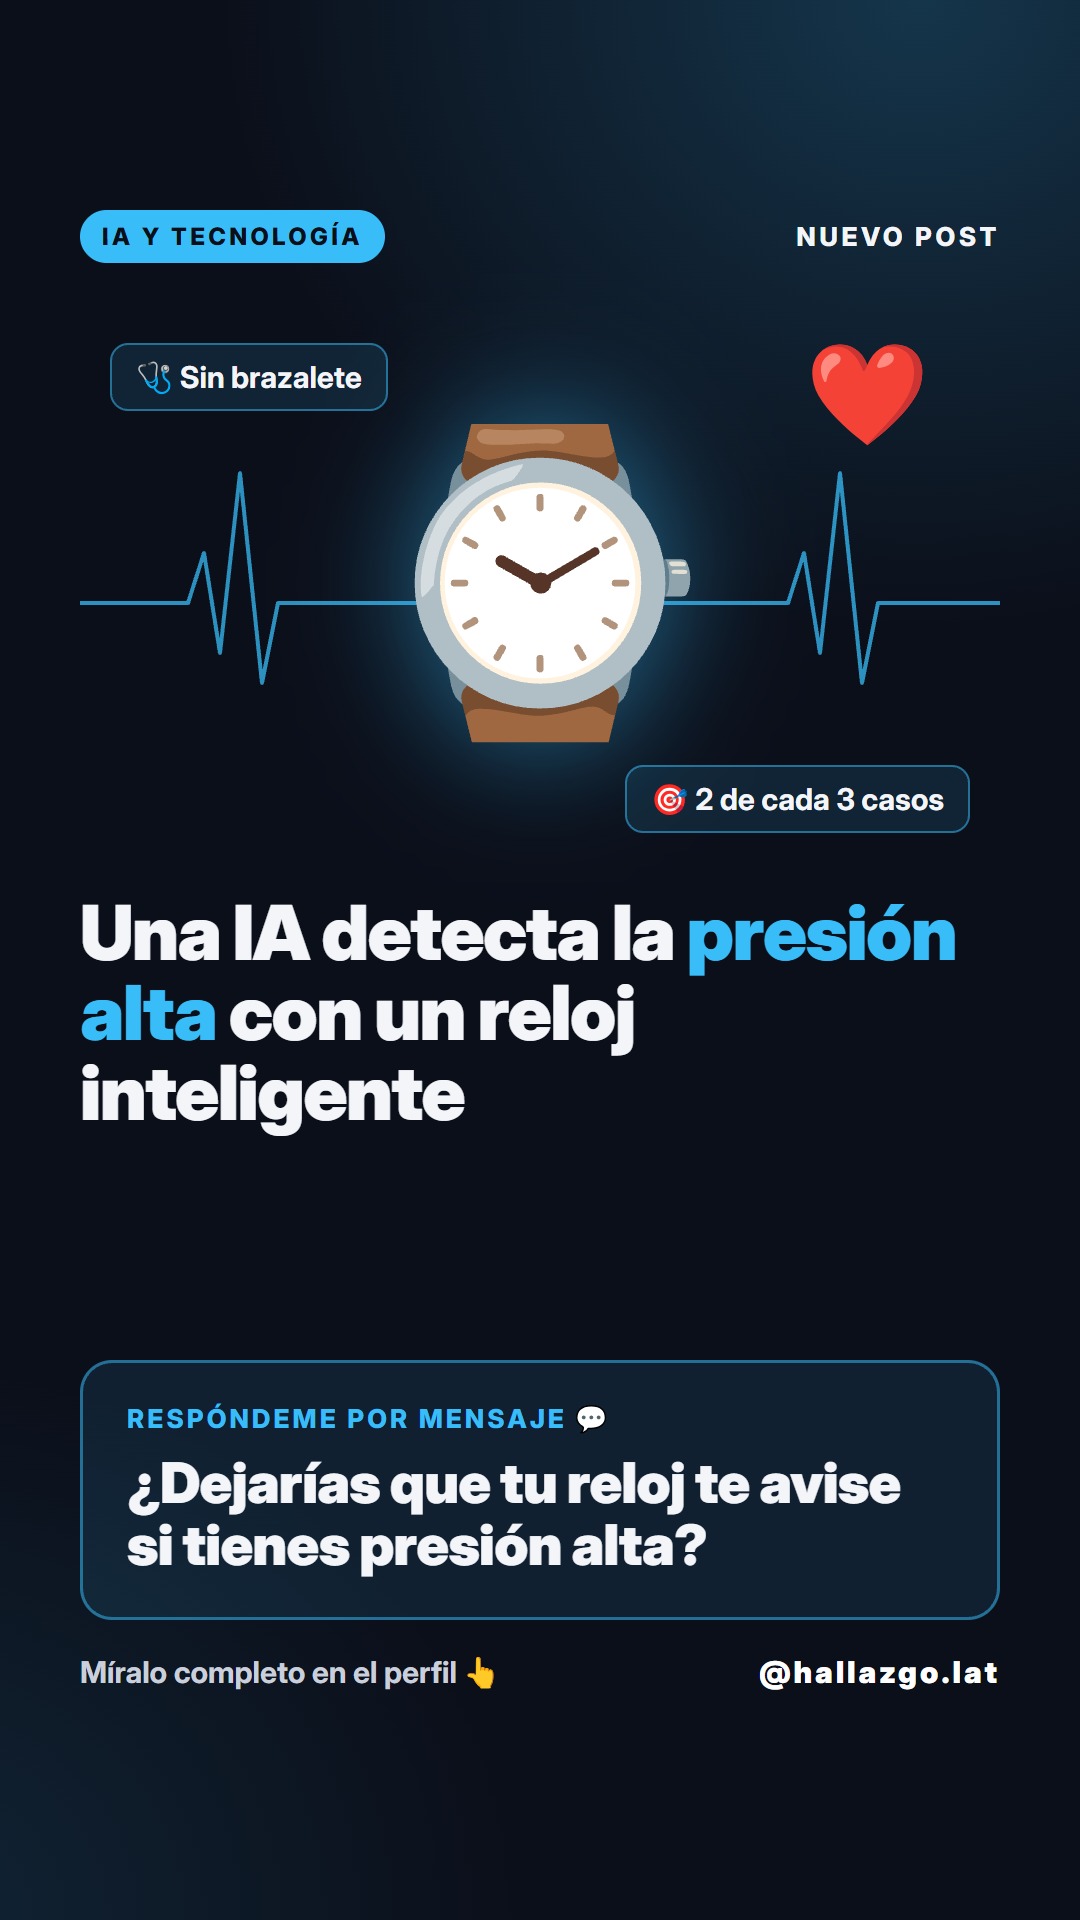 IA Y TECNOLOGÍA
NUEVO POST
🩺 Sin brazalete
🎯 2 de cada 3 casos
Una IA detecta la presión
alta con un reloj
inteligente
RESPÓNDEME POR MENSAJE 💬
¿Dejarías que tu reloj te avise
si tienes presión alta?
Míralo completo en el perfil 👆
@hallazgo.lat